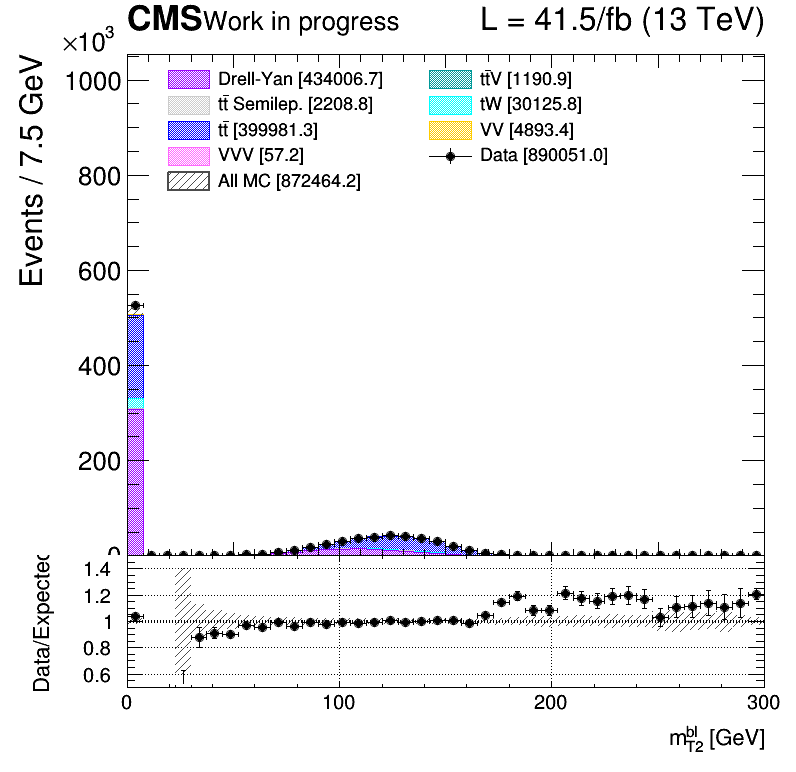 CMS Work in progress L = 41.5/fb (13 TeV)
×10³
Events / 7.5 GeV
1000
800
600
400
200
0
Drell-Yan [434006.7]
tt̄ Semilep. [2208.8]
tt̄ [399981.3]
VVV [57.2]
All MC [872464.2]
tt̄V [1190.9]
tW [30125.8]
VV [4893.4]
Data [890051.0]
Data/Expected
1.4
1.2
1
0.8
0.6
0 100 200 300
m_{T2}^{bl} [GeV]